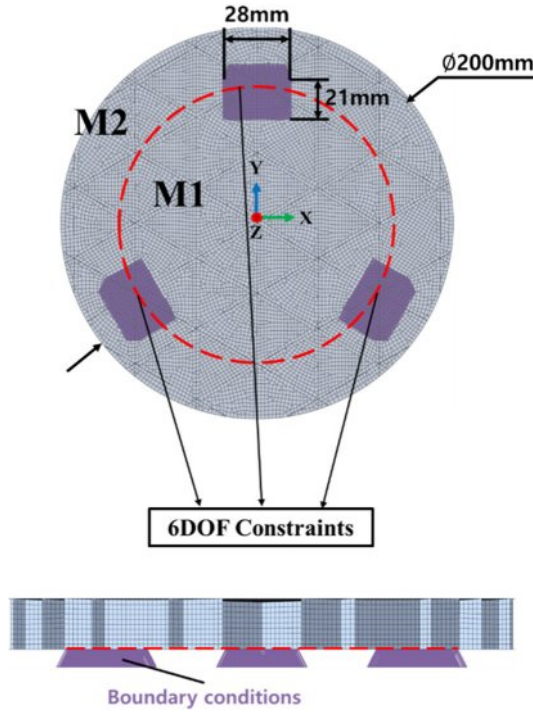 28mm
Ø200mm
21mm
M2
M1
Y
X
Z
6DOF Constraints
Boundary conditions